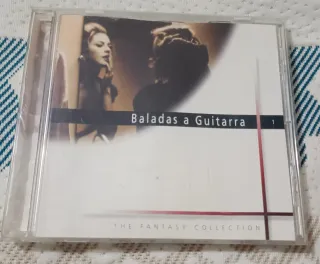 Baladas a Guitarra 1
THE FANTASY COLLECTION